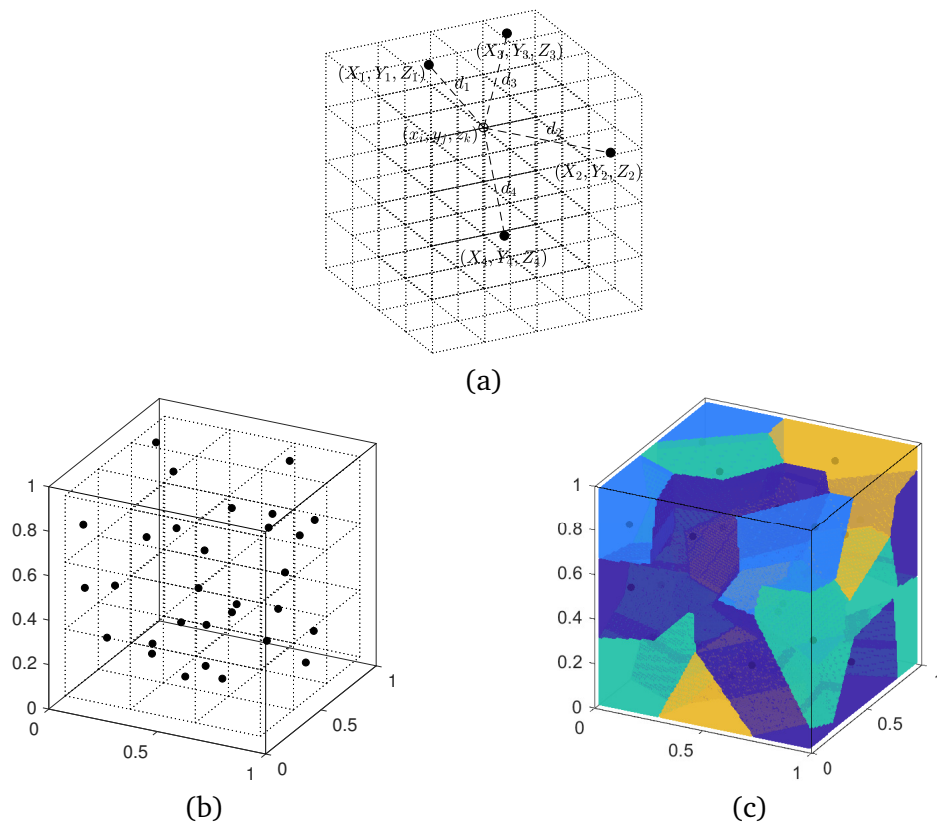 (X₃, Y₃, Z₃)
(X₁, Y₁, Z₁)
d₁
d₃
(xᵢ, yⱼ, zₖ)
d₂
(X₂, Y₂, Z₂)
d₄
(X₄, Y₄, Z₄)
(a)
1
0.8
0.6
0.4
0.2
0
0
0.5
1
0
0.5
1
(b)
1
0.8
0.6
0.4
0.2
0
0
0.5
1
0
0.5
1
(c)